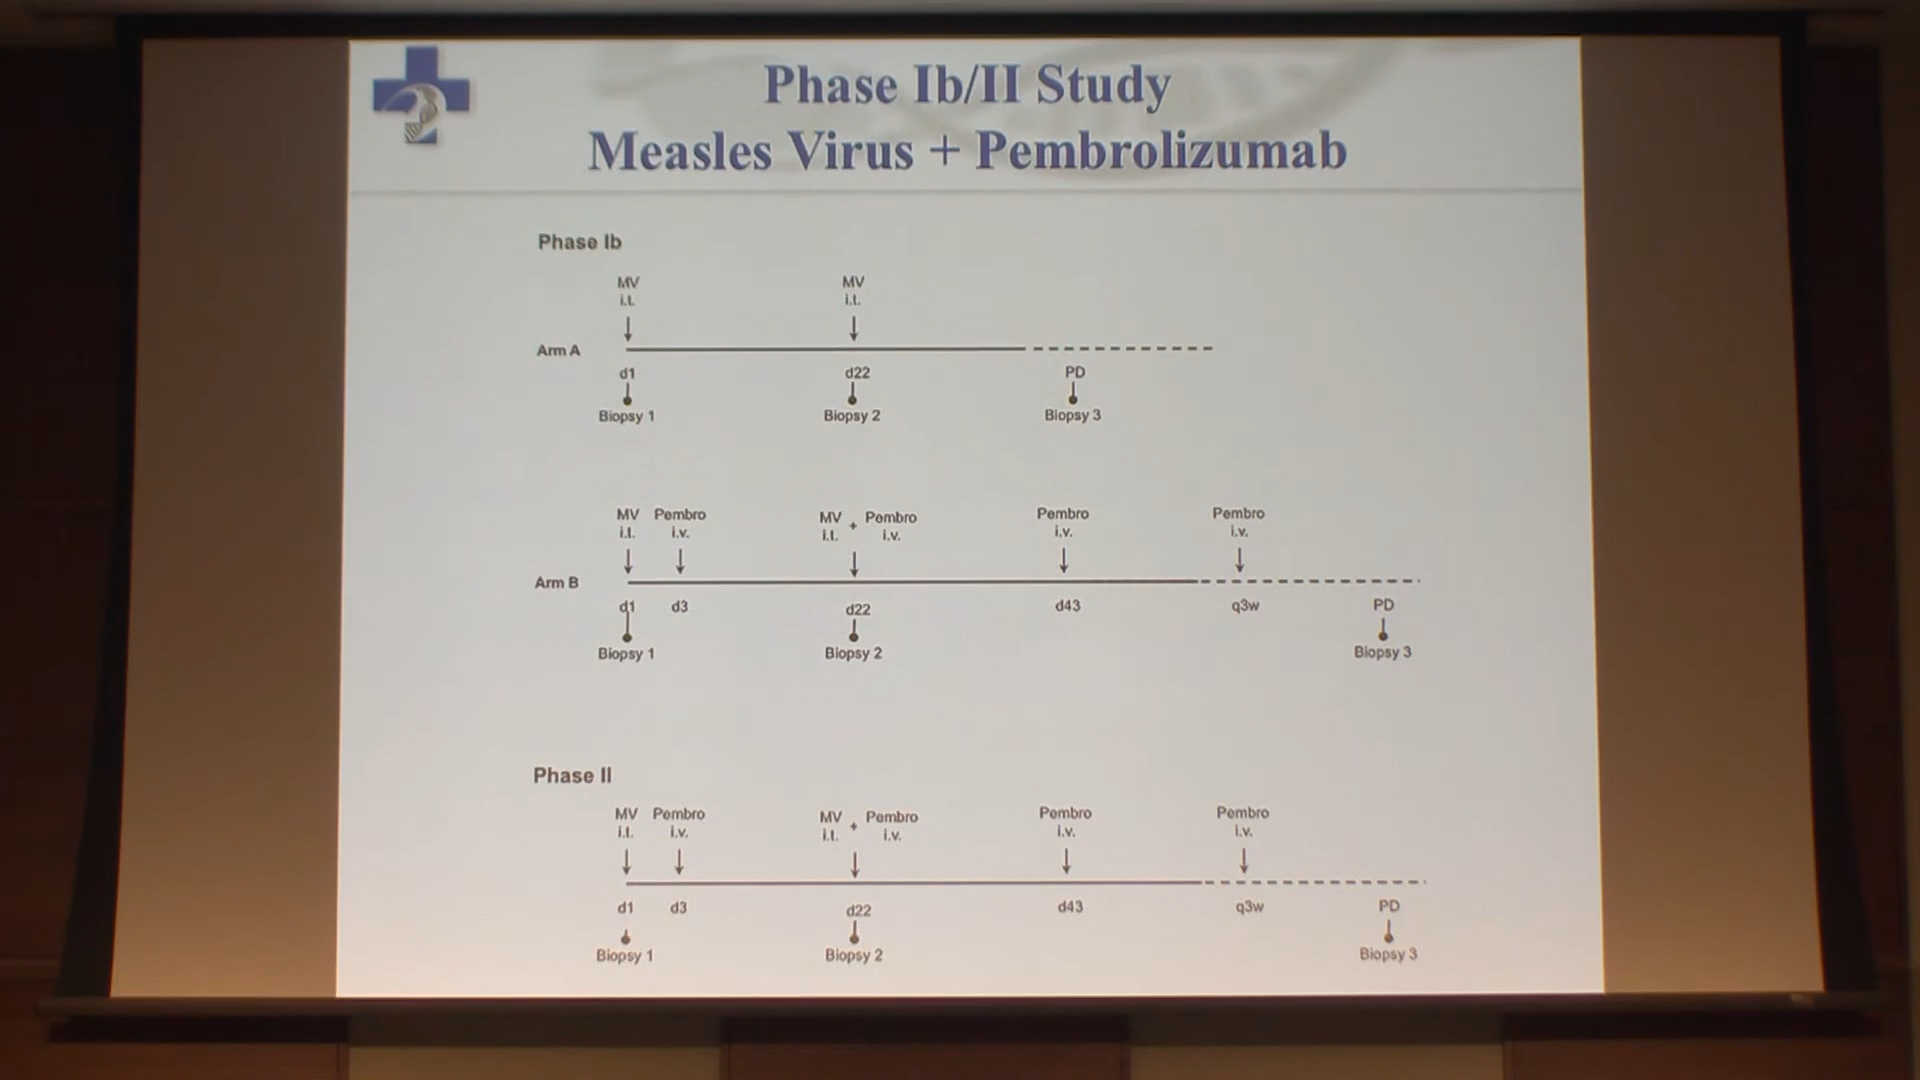 Phase Ib/II Study
Measles Virus + Pembrolizumab
Phase Ib
MV MV
i.t. i.t.
Arm A
d1 d22 PD
Biopsy 1 Biopsy 2 Biopsy 3
MV Pembro MV + Pembro Pembro Pembro
i.t. i.v. i.t. i.v. i.v. i.v.
Arm B
d1 d3 d22 d43 q3w PD
Biopsy 1 Biopsy 2 Biopsy 3
Phase II
MV Pembro MV + Pembro Pembro Pembro
i.t. i.v. i.t. i.v. i.v. i.v.
d1 d3 d22 d43 q3w PD
Biopsy 1 Biopsy 2 Biopsy 3